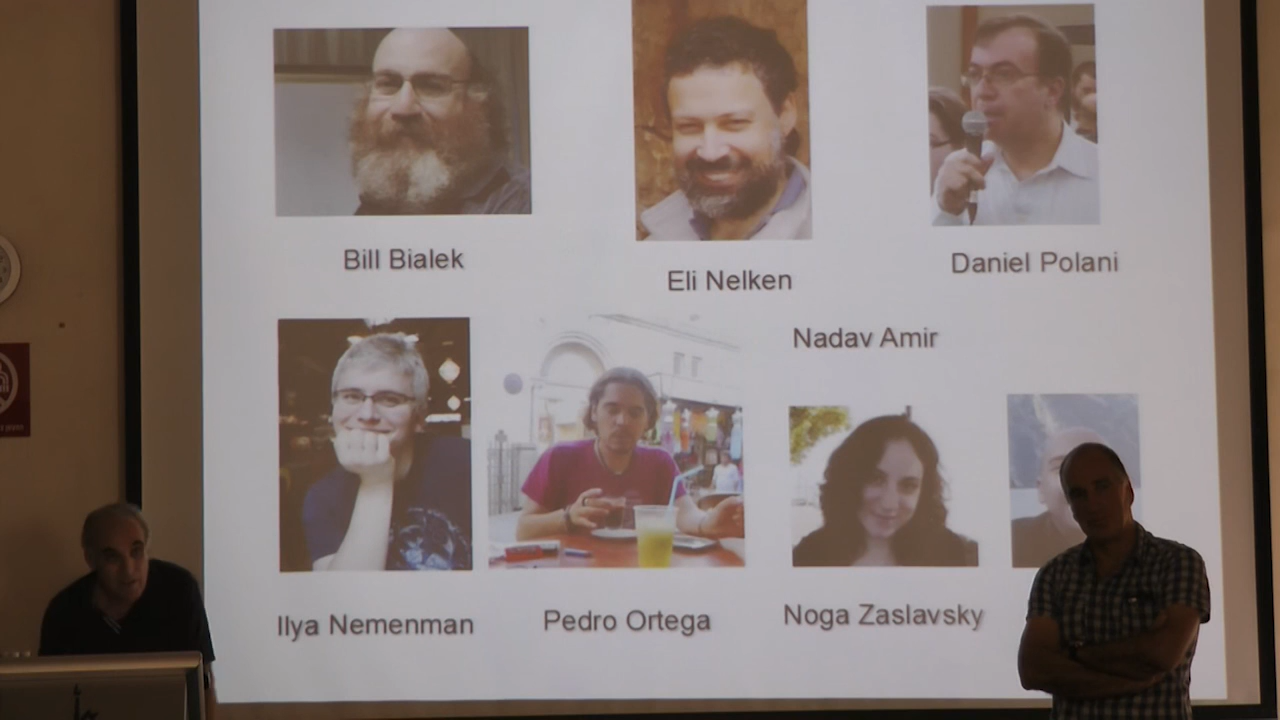 Bill Bialek
Eli Nelken
Daniel Polani
Nadav Amir
Ilya Nemenman
Pedro Ortega
Noga Zaslavsky